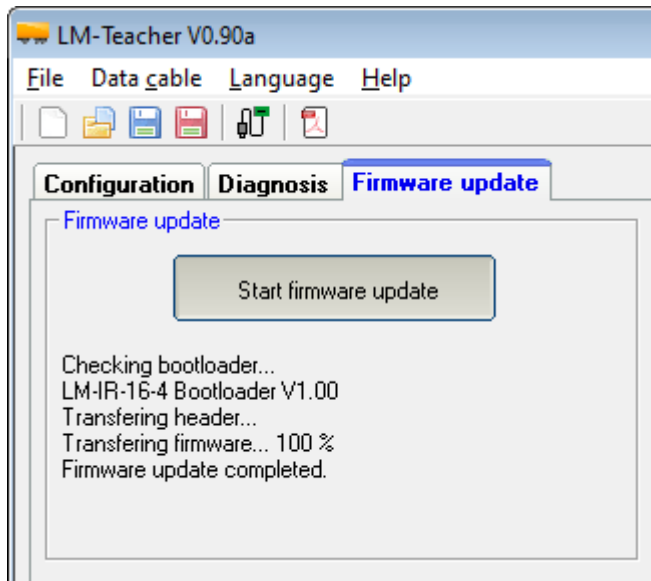 LM-Teacher V0.90a
File Data cable Language Help
Configuration Diagnosis Firmware update
Firmware update
Start firmware update
Checking bootloader...
LM-IR-16-4 Bootloader V1.00
Transfering header...
Transfering firmware... 100 %
Firmware update completed.